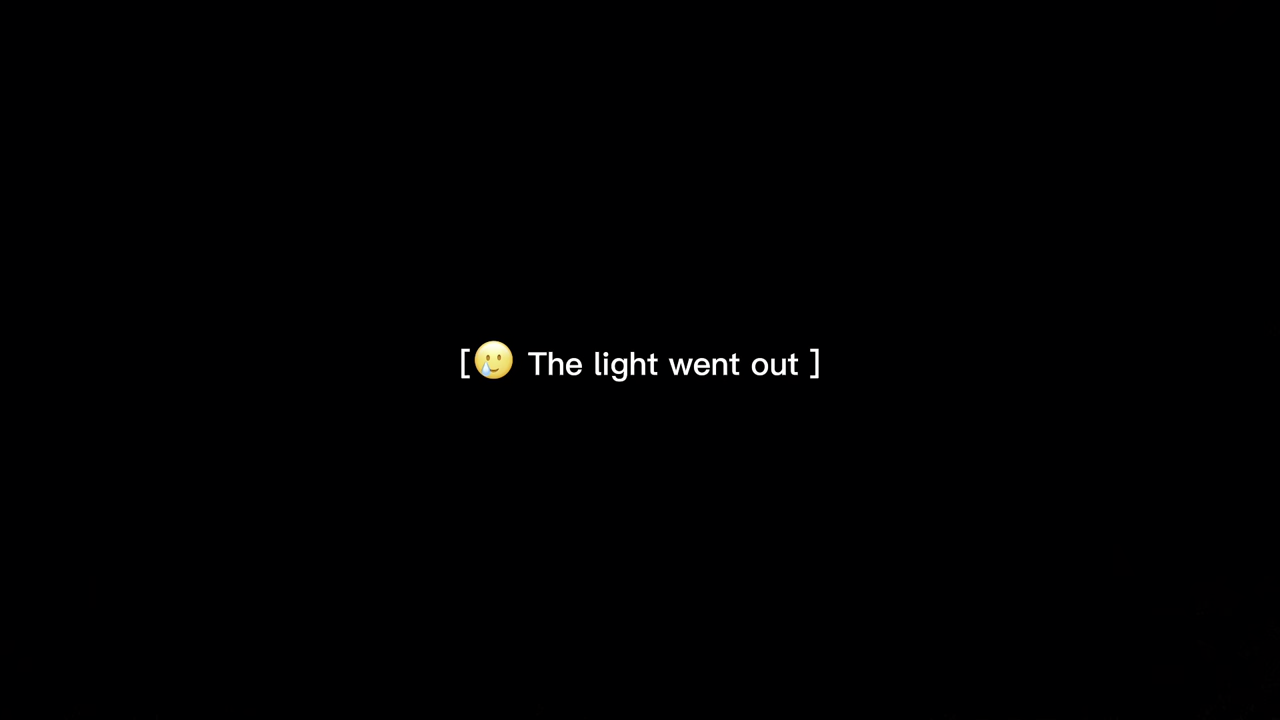 [🥲 The light went out ]